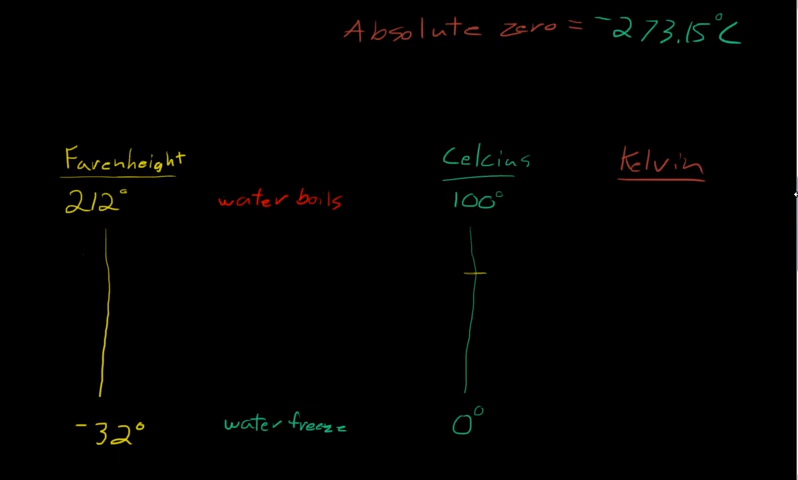 Absolute zero = -273.15°C
Farenheight Celcius Kelvin
212° water boils 100°
-32° water freeze 0°